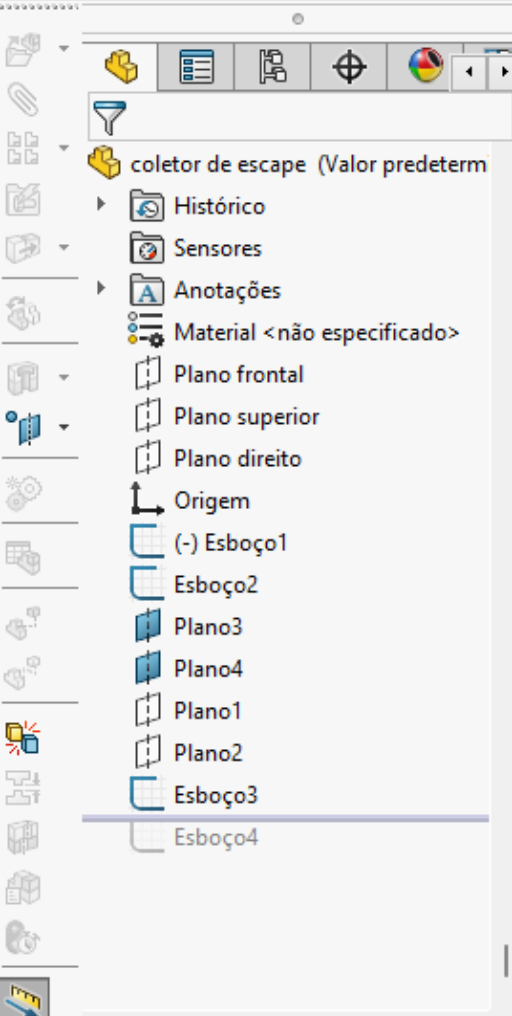 coletor de escape (Valor predeterm
Histórico
Sensores
Anotações
Material <não especificado>
Plano frontal
Plano superior
Plano direito
Origem
(-) Esboço1
Esboço2
Plano3
Plano4
Plano1
Plano2
Esboço3
Esboço4